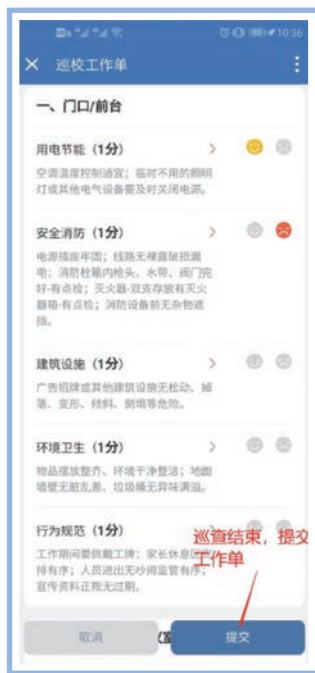 10:36
巡校工作单
一、门口/前台
用电节能（1分）
空调温度控制适宜；临时不用的照明
灯或其他电气设备要及时关闭电源。
安全消防（1分）
电源插座牢固；线路无裸露破损漏
电；消防栓箱内枪头、水带、阀门完
好-有点检；灭火器-双支存放有灭火
器箱-有点检；消防设备前无杂物遮
挡。
建筑设施（1分）
广告招牌或其他建筑设施无松动、掉
落、变形、倾斜、倒塌等危险。
环境卫生（1分）
物品摆放整齐、环境干净整洁；地面
墙壁无脏乱差、垃圾桶无异味满溢。
行为规范（1分）
巡查结束，提交
工作单
工作期间要佩戴工牌；家长休息区
排有序；人员进出无吵闹监管有序；
宣传资料正规无过期。
取消
提交